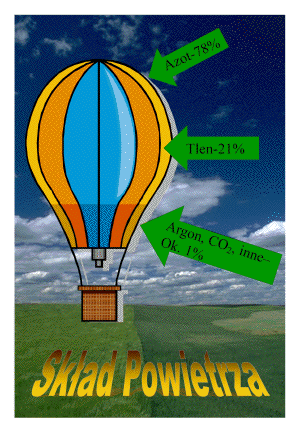 Azot-78%
Tlen-21%
Argon, CO₂, inne–
Ok. 1%
Skład Powietrza